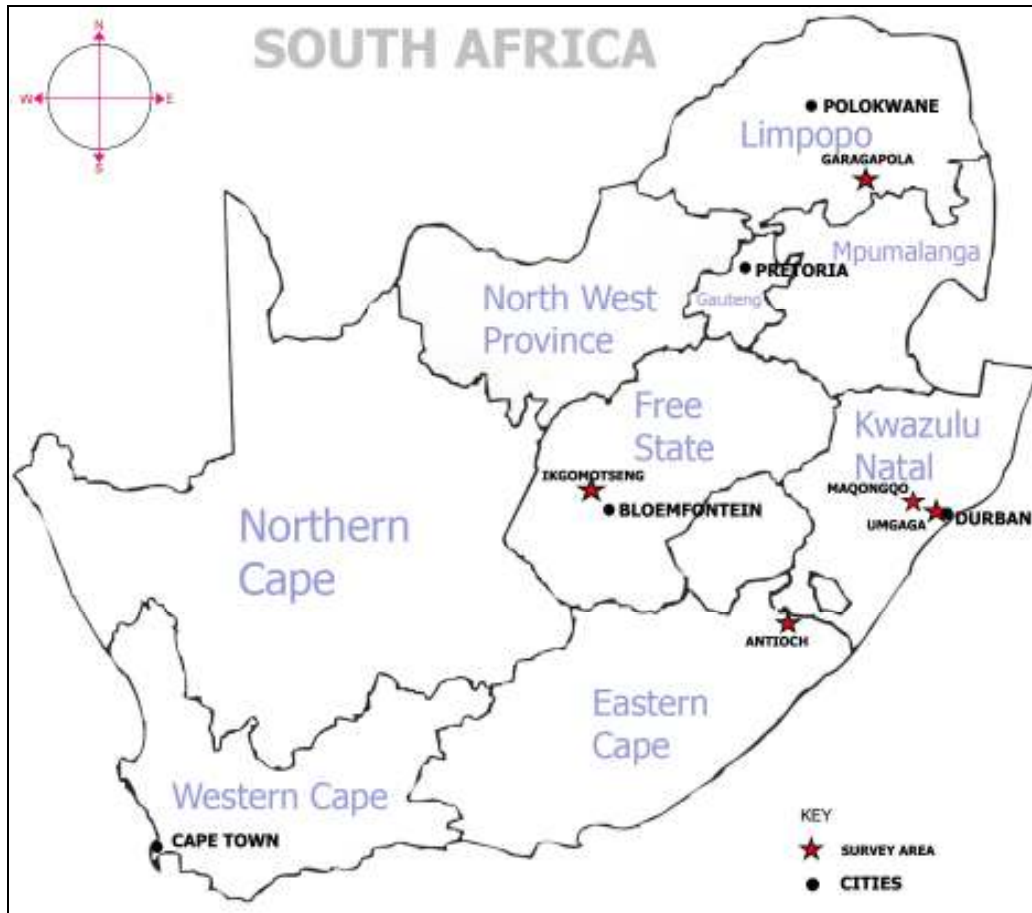 SOUTH AFRICA
N
W
E
S
POLOKWANE
Limpopo
GARAGAPOLA
Mpumalanga
PRETORIA
Gauteng
North West
Province
Free
State
Kwazulu
Natal
IKGOMOTSENG
BLOEMFONTEIN
MAQONGQO
UMGAGA
DURBAN
Northern
Cape
ANTIOCH
Eastern
Cape
Western Cape
CAPE TOWN
KEY
SURVEY AREA
CITIES